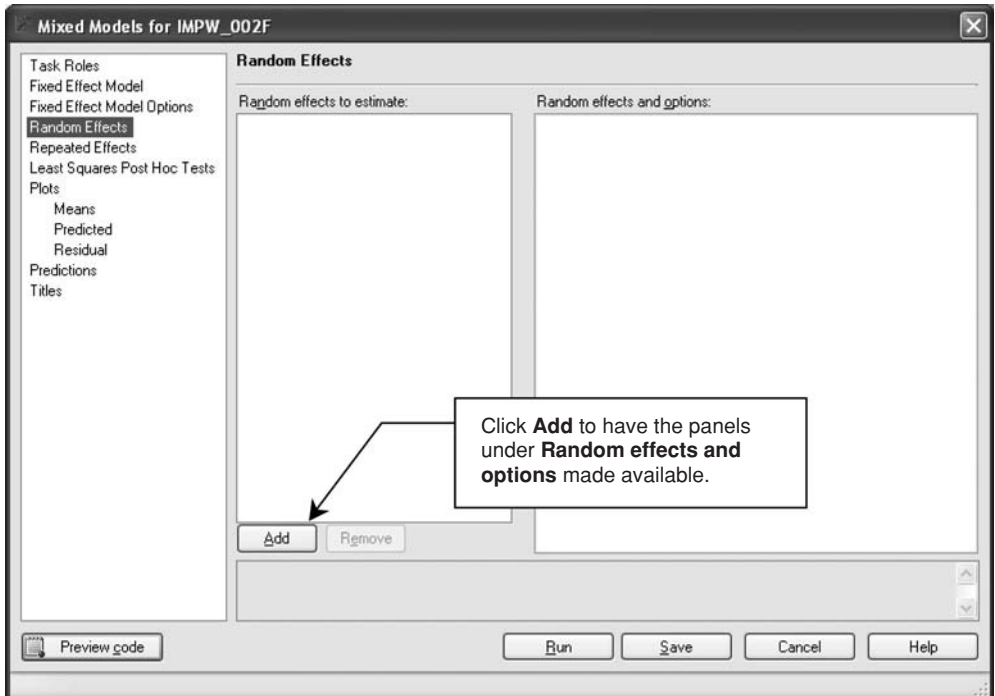 Mixed Models for IMPW_002F
Task Roles
Fixed Effect Model
Fixed Effect Model Options
Random Effects
Repeated Effects
Least Squares Post Hoc Tests
Plots
Means
Predicted
Residual
Predictions
Titles
Random Effects
Random effects to estimate:
Random effects and options:
Click Add to have the panels
under Random effects and
options made available.
Add
Remove
Preview code
Run
Save
Cancel
Help